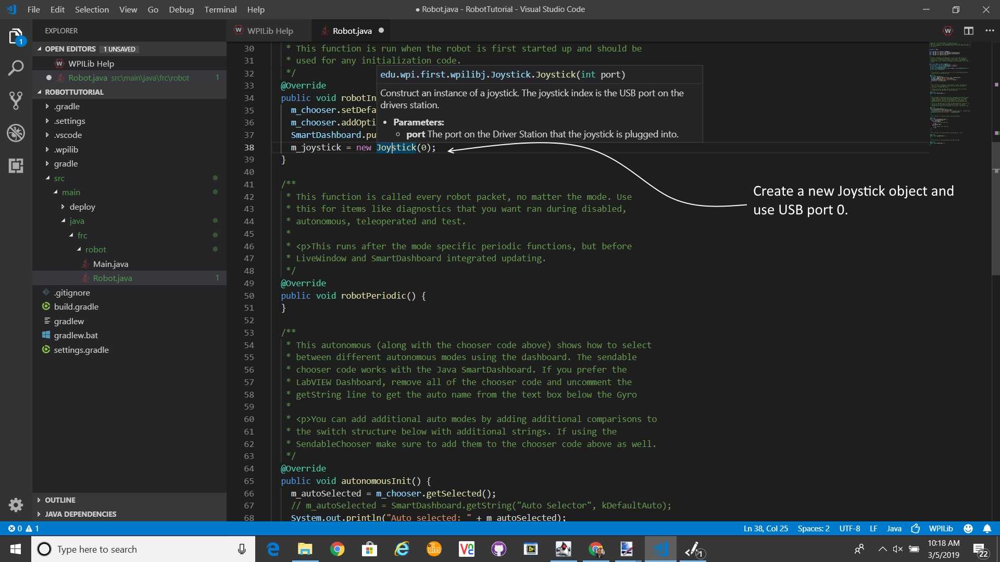 File Edit Selection View Go Debug Terminal Help
● Robot.java - RobotTutorial - Visual Studio Code
EXPLORER
OPEN EDITORS 1 UNSAVED
WPILib Help
Robot.java src\main\java\frc\robot 1
ROBOTTUTORIAL
.gradle
.settings
.vscode
.wpilib
gradle
src
main
deploy
java
frc
robot
Main.java
Robot.java 1
.gitignore
build.gradle
gradlew
gradlew.bat
settings.gradle
OUTLINE
JAVA DEPENDENCIES
1
WPILib Help Robot.java
30 * This function is run when the robot is first started up and should be
31 * used for any initialization code.
32 */
33 @Override
34 public void robotIn
35 m_chooser.setDefa
36 m_chooser.addOpti
37 SmartDashboard.pu
38 m_joystick = new Joystick(0);
39 }
40
41 /**
42 * This function is called every robot packet, no matter the mode. Use
43 * this for items like diagnostics that you want ran during disabled,
44 * autonomous, teleoperated and test.
45 *
46 * <p>This runs after the mode specific periodic functions, but before
47 * LiveWindow and SmartDashboard integrated updating.
48 */
49 @Override
50 public void robotPeriodic() {
51 }
52
53 /**
54 * This autonomous (along with the chooser code above) shows how to select
55 * between different autonomous modes using the dashboard. The sendable
56 * chooser code works with the Java SmartDashboard. If you prefer the
57 * LabVIEW Dashboard, remove all of the chooser code and uncomment the
58 * getString line to get the auto name from the text box below the Gyro
59 *
60 * <p>You can add additional auto modes by adding additional comparisons to
61 * the switch structure below with additional strings. If using the
62 * SendableChooser make sure to add them to the chooser code above as well.
63 */
64 @Override
65 public void autonomousInit() {
66 m_autoSelected = m_chooser.getSelected();
67 // m_autoSelected = SmartDashboard.getString("Auto Selector", kDefaultAuto);
68 System.out.println("Auto selected: " + m_autoSelected);
edu.wpi.first.wpilibj.Joystick.Joystick(int port)
Construct an instance of a joystick. The joystick index is the USB port on the
drivers station.
• Parameters:
○ port The port on the Driver Station that the joystick is plugged into.
Create a new Joystick object and
use USB port 0.
0 1
Ln 38, Col 25 Spaces: 2 UTF-8 LF Java WPILib
Type here to search
1
10:18 AM
3/5/2019
22